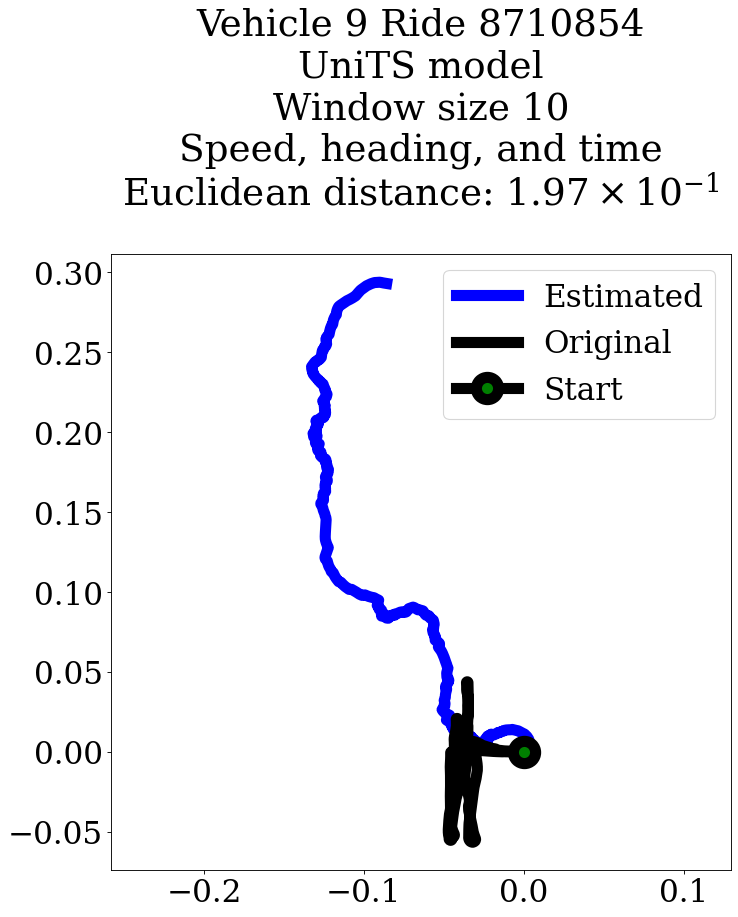 Vehicle 9 Ride 8710854
UniTS model
Window size 10
Speed, heading, and time
Euclidean distance: 1.97 × 10⁻¹
0.30
0.25
0.20
0.15
0.10
0.05
0.00
−0.05
Estimated
Original
Start
−0.2 −0.1 0.0 0.1